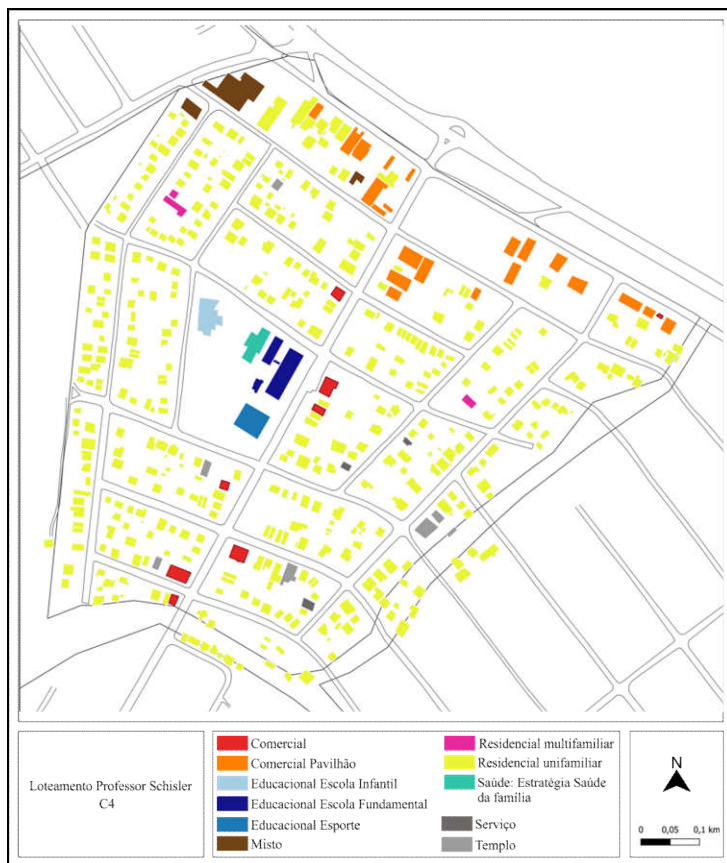 Loteamento Professor Schisler
C4
Comercial
Comercial Pavilhão
Educacional Escola Infantil
Educacional Escola Fundamental
Educacional Esporte
Misto
Residencial multifamiliar
Residencial unifamiliar
Saúde: Estratégia Saúde
da família
Serviço
Templo
N
0 0,05 0,1 km